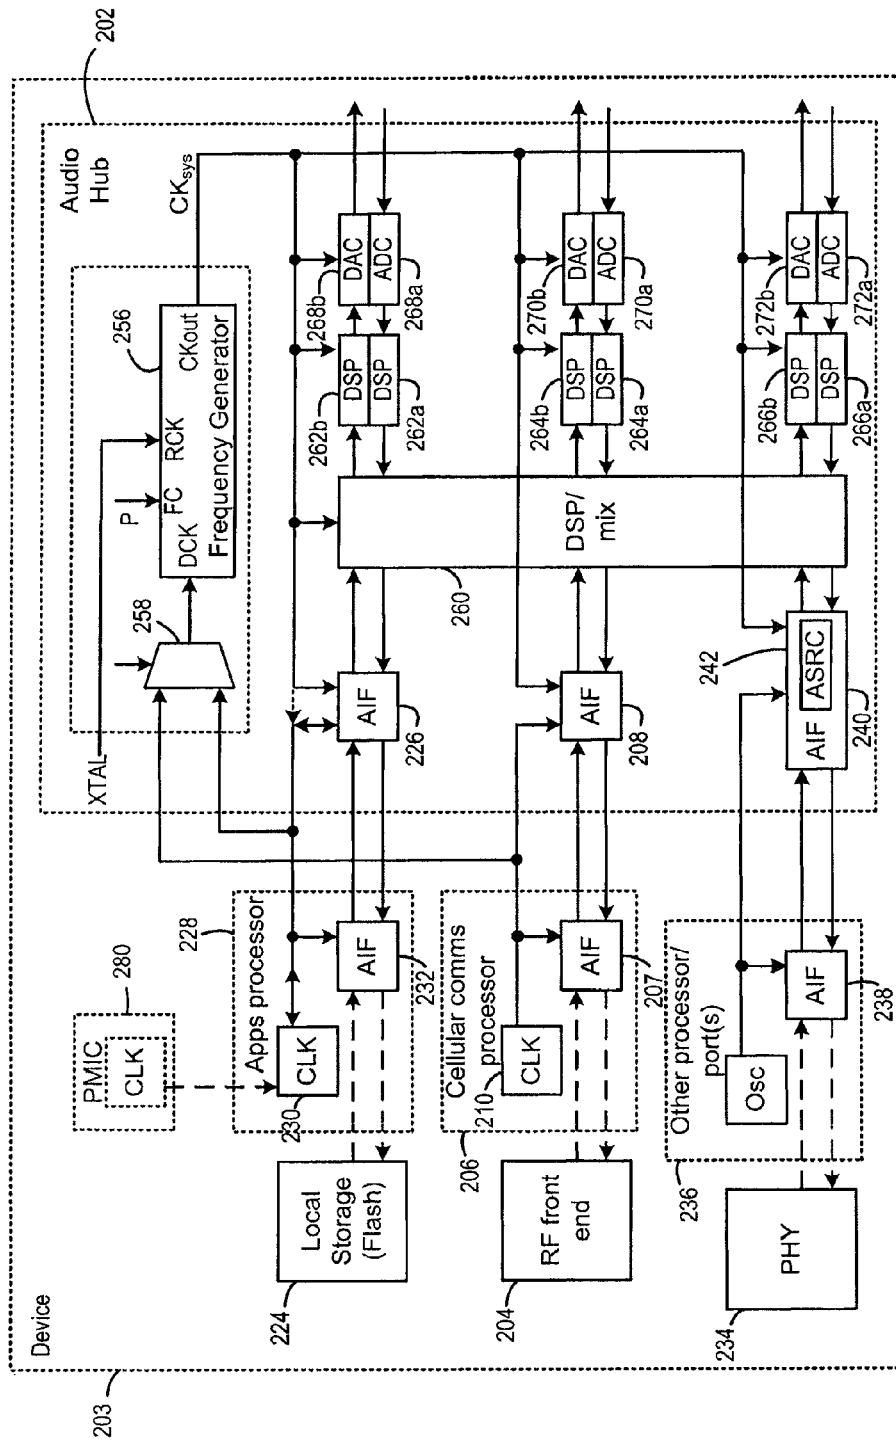 Device
203
202
Audio
Hub
CKsys
XTAL
P
256
FC
RCK
DCK
CKout
Frequency Generator
258
280
PMIC
CLK
228
Apps processor
CLK
230
AIF
232
Local
Storage
(Flash)
224
AIF
226
262b
DSP
DSP
262a
268b
DAC
ADC
268a
Cellular comms
processor
210
CLK
206
AIF
207
RF front
end
204
AIF
208
DSP/
mix
260
264b
DSP
DSP
264a
270b
DAC
ADC
270a
Other processor/
port(s)
Osc
236
AIF
238
PHY
234
242
ASRC
AIF
240
266b
DSP
DSP
266a
272b
DAC
ADC
272a